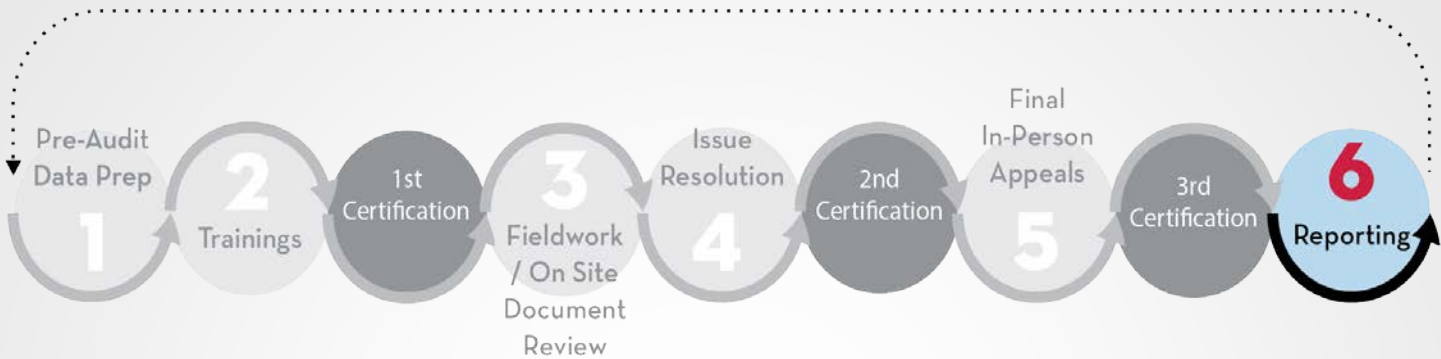 Pre-Audit
Data Prep
1
2
Trainings
1st
Certification
3
Fieldwork
/ On Site
Document
Review
Issue
Resolution
4
2nd
Certification
Final
In-Person
Appeals
5
3rd
Certification
6
Reporting